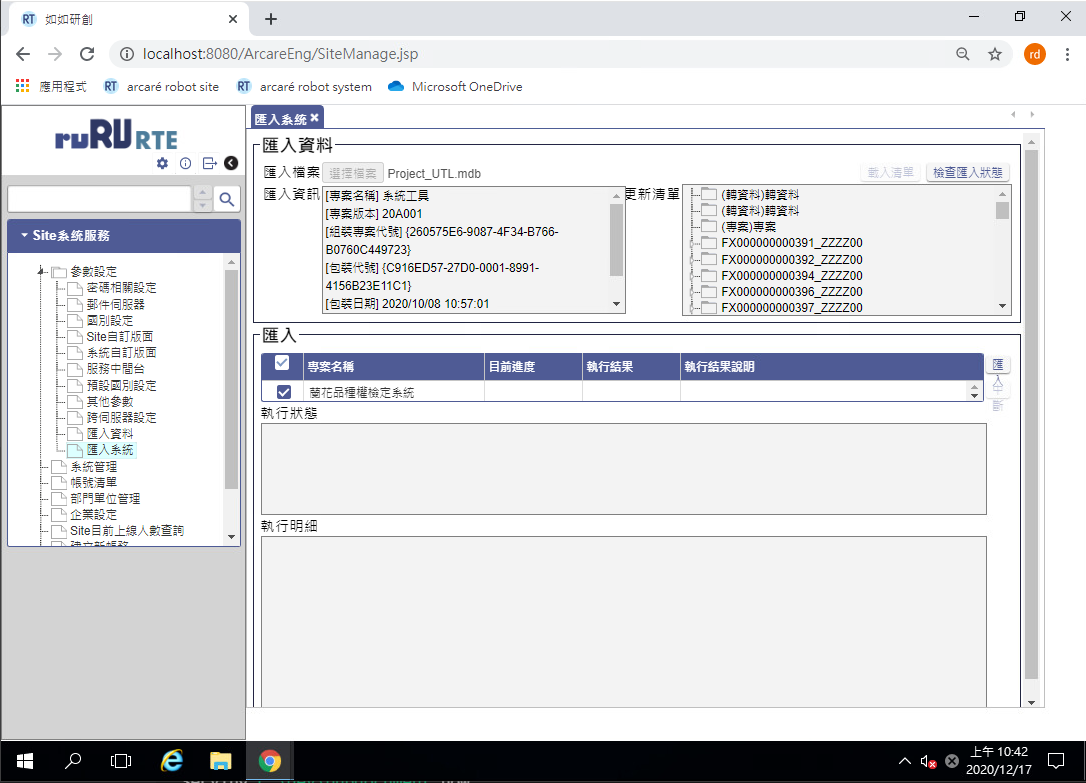 RT 如如研創
localhost:8080/ArcareEng/SiteManage.jsp
rd
應用程式 RT arcaré robot site RT arcaré robot system Microsoft OneDrive
ruRU RTE
Site系統服務
參數設定
密碼相關設定
郵件伺服器
國別設定
Site自訂版面
系統自訂版面
服務中間台
預設國別設定
其他參數
跨伺服器設定
匯入資料
匯入系統
系統管理
帳號清單
部門單位管理
企業設定
Site目前上線人數查詢
匯入系統
匯入資料
匯入檔案 選擇檔案 Project_UTL.mdb
載入清單 檢查匯入狀態
匯入資訊
[專案名稱] 系統工具
[專案版本] 20A001
[組裝專案代號] {260575E6-9087-4F34-B766-
B0760C449723}
[包裝代號] {C916ED57-27D0-0001-8991-
4156B23E11C1}
[包裝日期] 2020/10/08 10:57:01
更新清單
(轉資料)轉資料
(轉資料)轉資料
(專案)專案
FX000000000391_ZZZZ00
FX000000000392_ZZZZ00
FX000000000394_ZZZZ00
FX000000000396_ZZZZ00
FX000000000397_ZZZZ00
匯入
專案名稱 目前進度 執行結果 執行結果說明
蘭花品種權檢定系統
匯
入
中
斷
執行狀態
執行明細
上午 10:42
2020/12/17